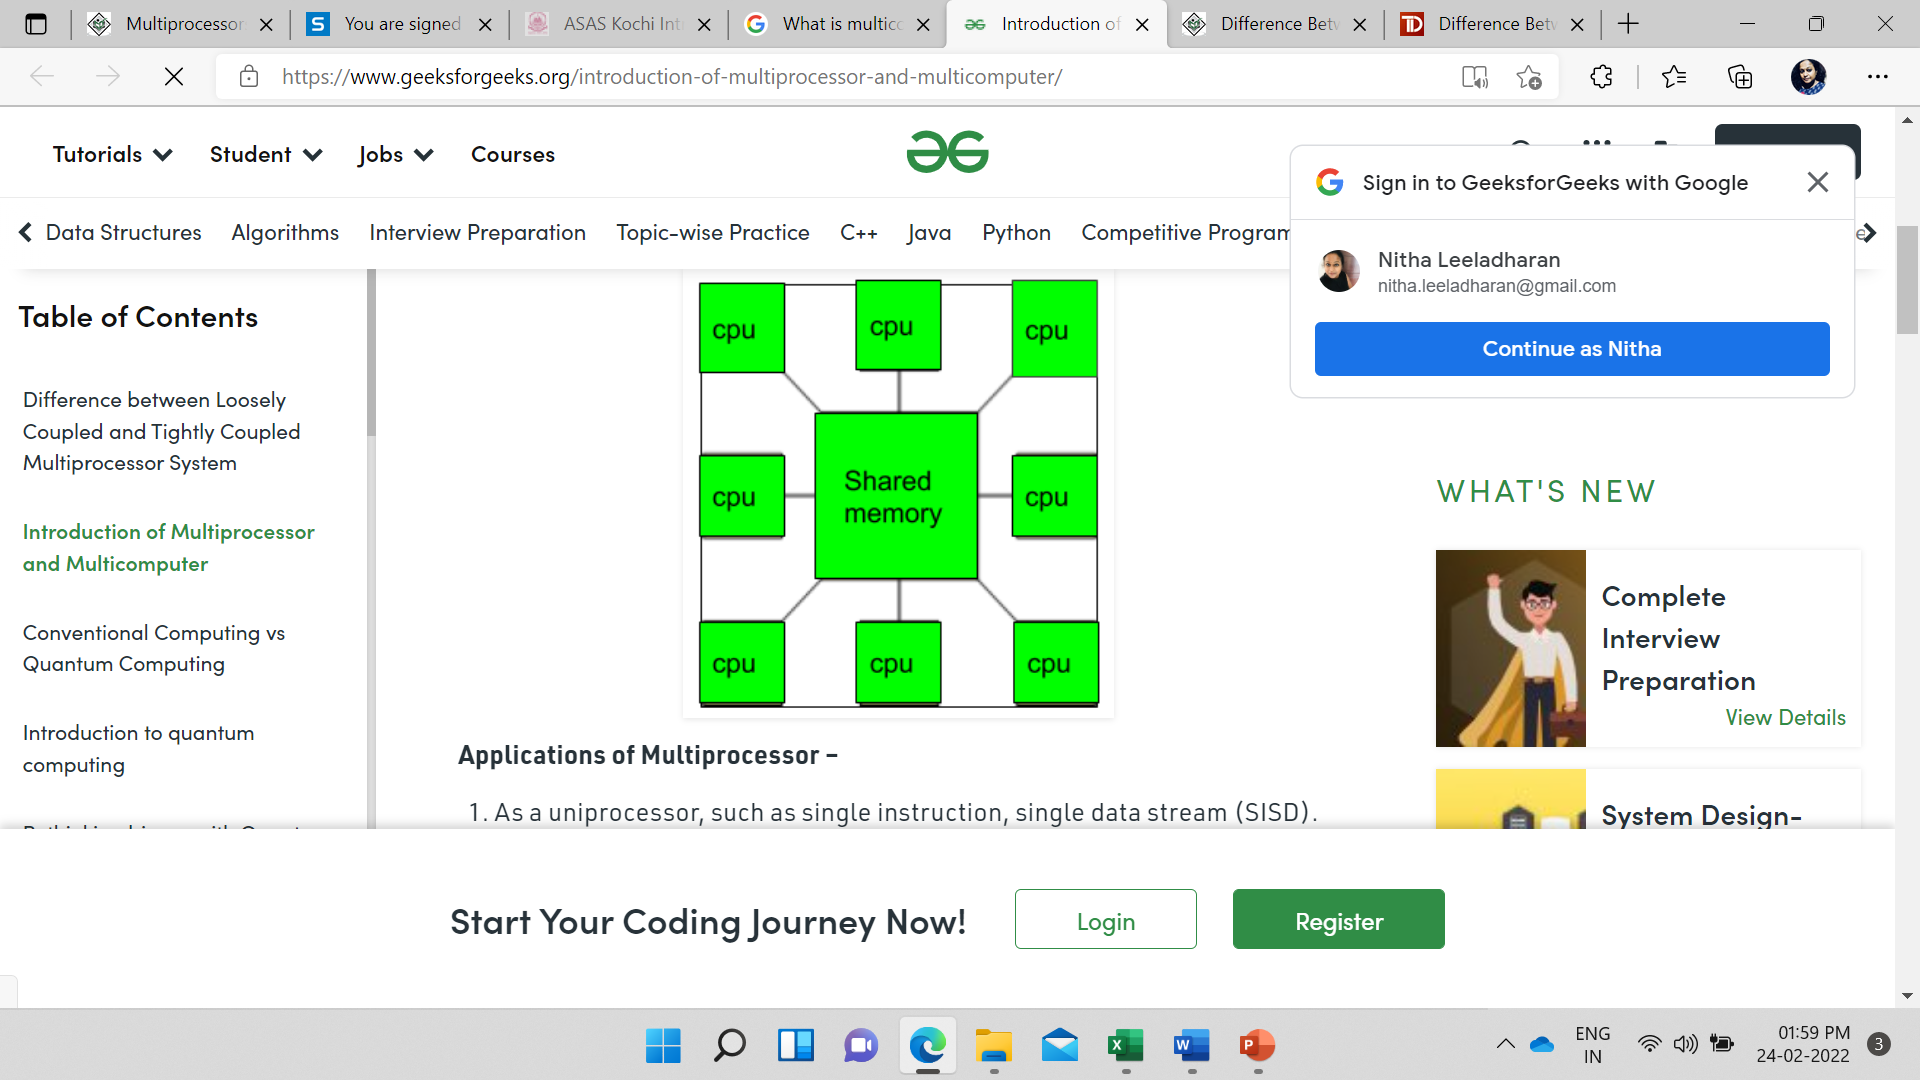 Multiprocessor
You are signed
ASAS Kochi Int
What is multico
Introduction of
Difference Betw
Difference Betw
https://www.geeksforgeeks.org/introduction-of-multiprocessor-and-multicomputer/
Tutorials
Student
Jobs
Courses
Sign in to GeeksforGeeks with Google
Nitha Leeladharan
nitha.leeladharan@gmail.com
Continue as Nitha
Data Structures
Algorithms
Interview Preparation
Topic-wise Practice
C++
Java
Python
Competitive Program
Table of Contents
Difference between Loosely
Coupled and Tightly Coupled
Multiprocessor System
Introduction of Multiprocessor
and Multicomputer
Conventional Computing vs
Quantum Computing
Introduction to quantum
computing
cpu
cpu
cpu
cpu
Shared
memory
cpu
cpu
cpu
cpu
Applications of Multiprocessor –
1. As a uniprocessor, such as single instruction, single data stream (SISD).
WHAT'S NEW
Complete
Interview
Preparation
View Details
System Design-
Start Your Coding Journey Now!
Login
Register
ENG
IN
01:59 PM
24-02-2022
3